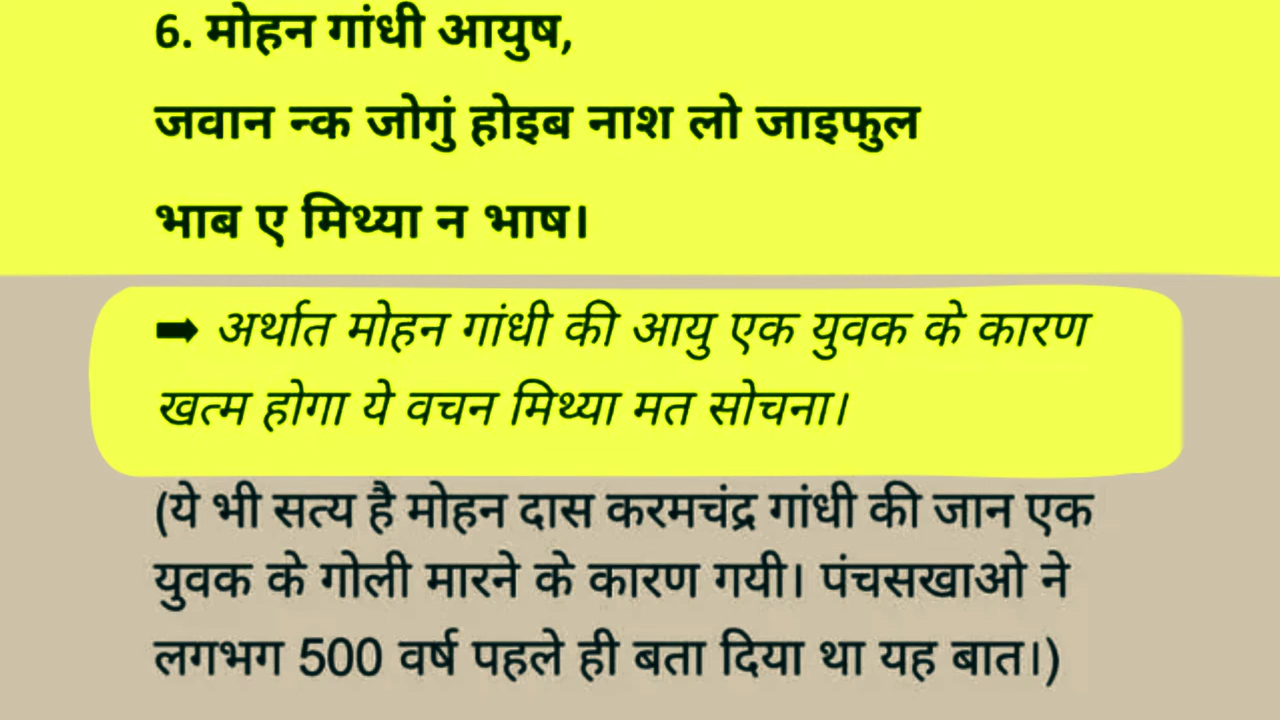 6. मोहन गांधी आयुष,
जवान न्क जोगुं होइब नाश लो जाइफुल
भाब ए मिथ्या न भाष।
➡ अर्थात मोहन गांधी की आयु एक युवक के कारण
खत्म होगा ये वचन मिथ्या मत सोचना।
(ये भी सत्य है मोहन दास करमचंद्र गांधी की जान एक
युवक के गोली मारने के कारण गयी। पंचसखाओ ने
लगभग 500 वर्ष पहले ही बता दिया था यह बात।)